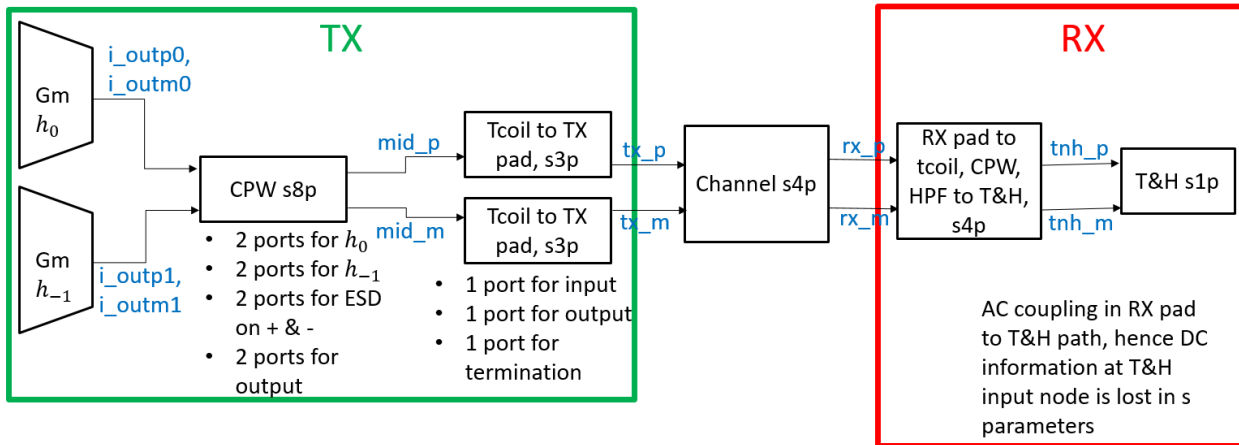 TX
RX
Gm
h₀
i_outp0,
i_outm0
Gm
h₋₁
i_outp1,
i_outm1
CPW s8p
• 2 ports for h₀
• 2 ports for h₋₁
• 2 ports for ESD
on + & -
• 2 ports for
output
mid_p
mid_m
Tcoil to TX
pad, s3p
Tcoil to TX
pad, s3p
• 1 port for input
• 1 port for output
• 1 port for
termination
tx_p
tx_m
Channel s4p
rx_p
rx_m
RX pad to
tcoil, CPW,
HPF to T&H,
s4p
tnh_p
tnh_m
T&H s1p
AC coupling in RX pad
to T&H path, hence DC
information at T&H
input node is lost in s
parameters